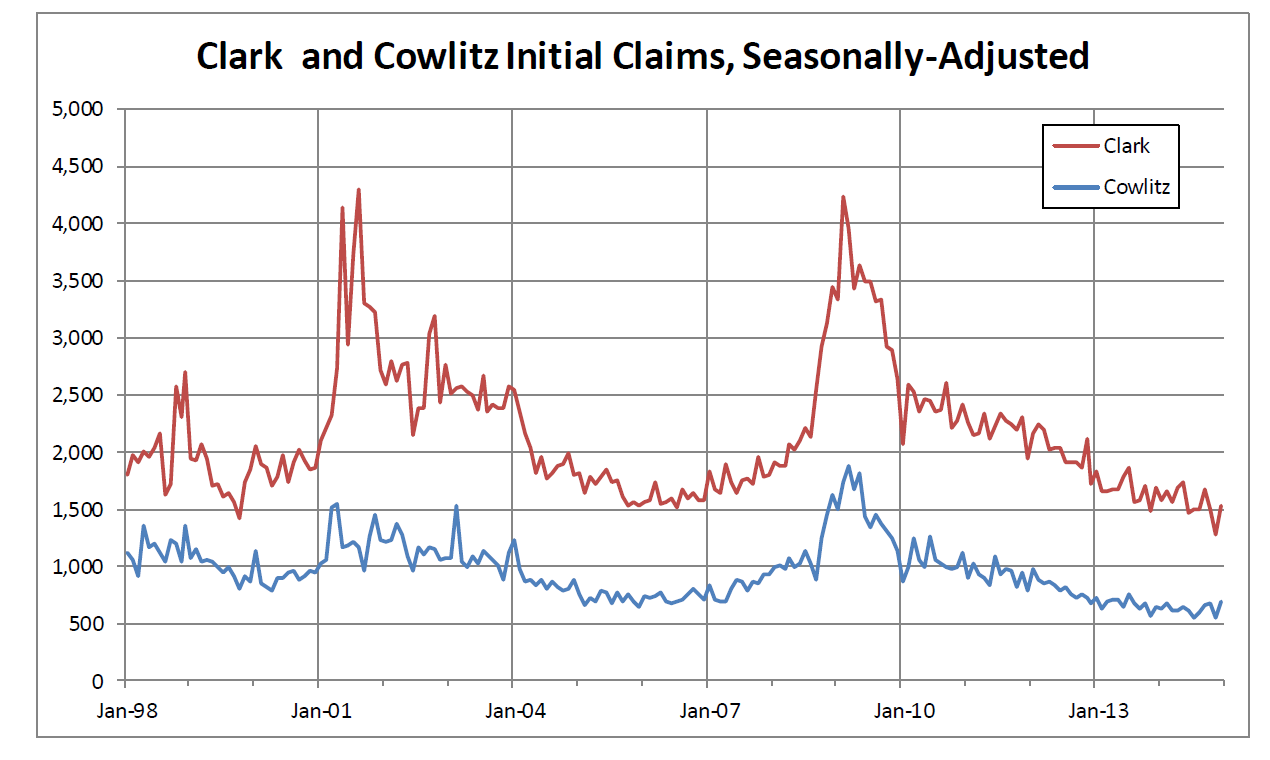 Clark  and Cowlitz Initial Claims, Seasonally-Adjusted
5,000
4,500
4,000
3,500
3,000
2,500
2,000
1,500
1,000
500
0
Clark
Cowlitz
Jan-98 Jan-01 Jan-04 Jan-07 Jan-10 Jan-13